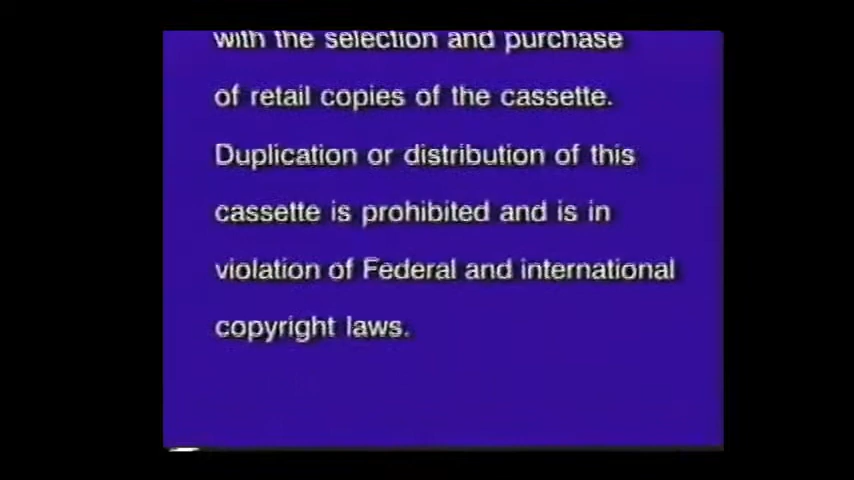 with the selection and purchase
of retail copies of the cassette.
Duplication or distribution of this
cassette is prohibited and is in
violation of Federal and international
copyright laws.